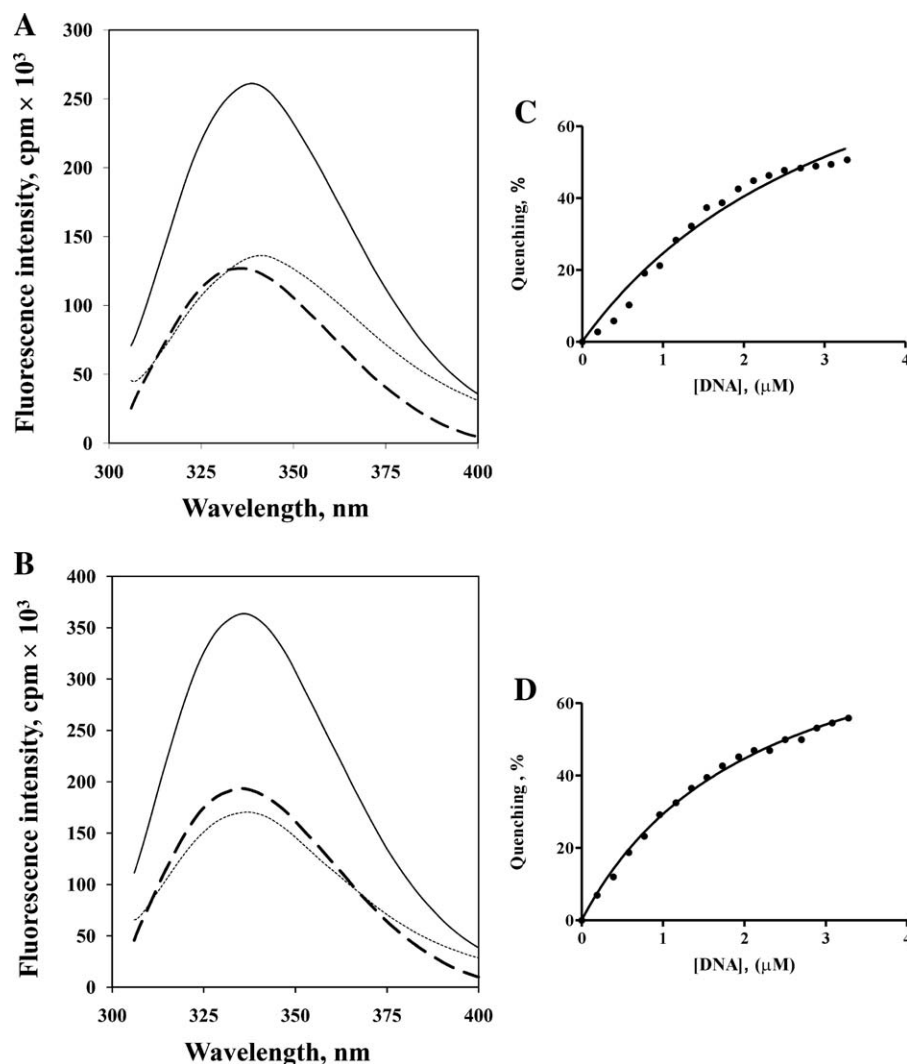 A
Fluorescence intensity, cpm × 10³
300
250
200
150
100
50
0
300 325 350 375 400
Wavelength, nm
C
Quenching, %
60
40
20
0
0 1 2 3 4
[DNA], (μM)
B
Fluorescence intensity, cpm × 10³
400
350
300
250
200
150
100
50
0
300 325 350 375 400
Wavelength, nm
D
Quenching , %
60
40
20
0
0 1 2 3 4
[DNA], (μM)